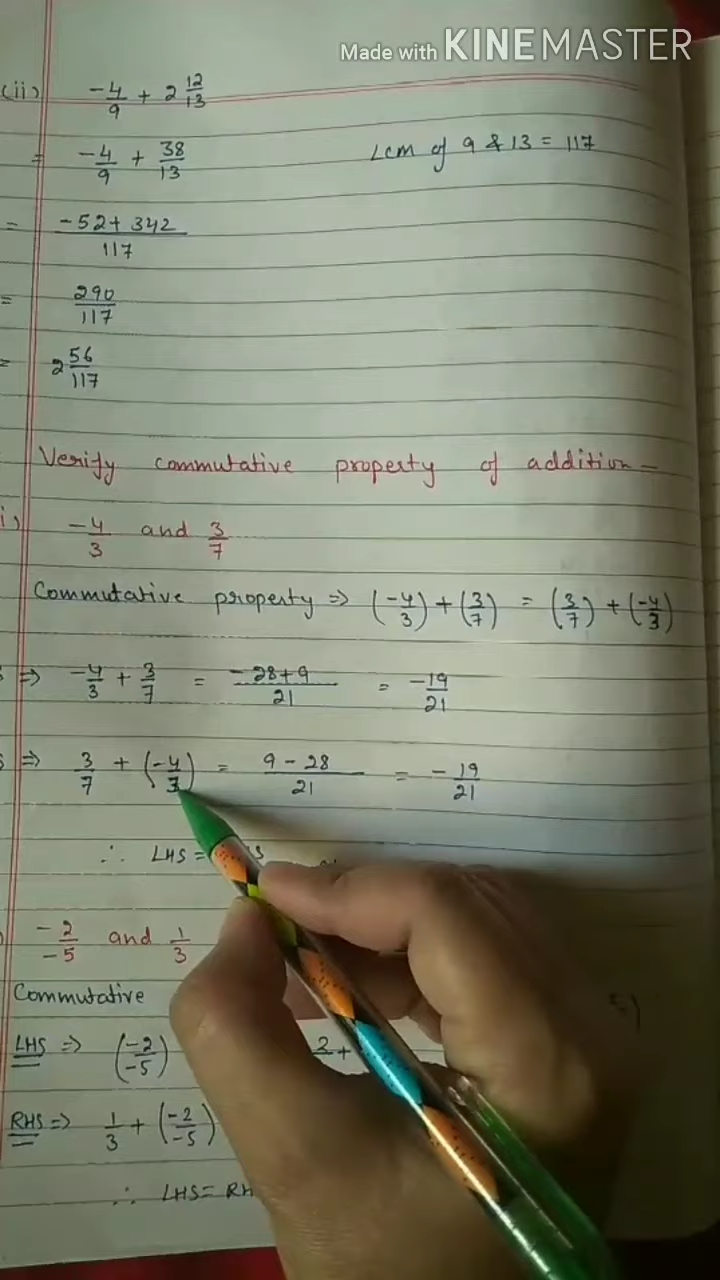 Made with KINEMASTER
(ii) -4/9 + 2 12/13
= -4/9 + 38/13 LCM of 9 & 13 = 117
= -52+342/117
= 290/117
= 2 56/117
Verify commutative property of addition-
i) -4/3 and 3/7
Commutative property ⇒ (-4/3) + (3/7) = (3/7) + (-4/3)
⇒ -4/3 + 3/7 = -28+9/21 = -19/21
⇒ 3/7 + (-4/3) = 9-28/21 = -19/21
∴ LHS =
-2/-5 and 1/3
Commutative
LHS ⇒ (-2/-5)
RHS ⇒ 1/3 + (-2/-5)
∴ LHS =